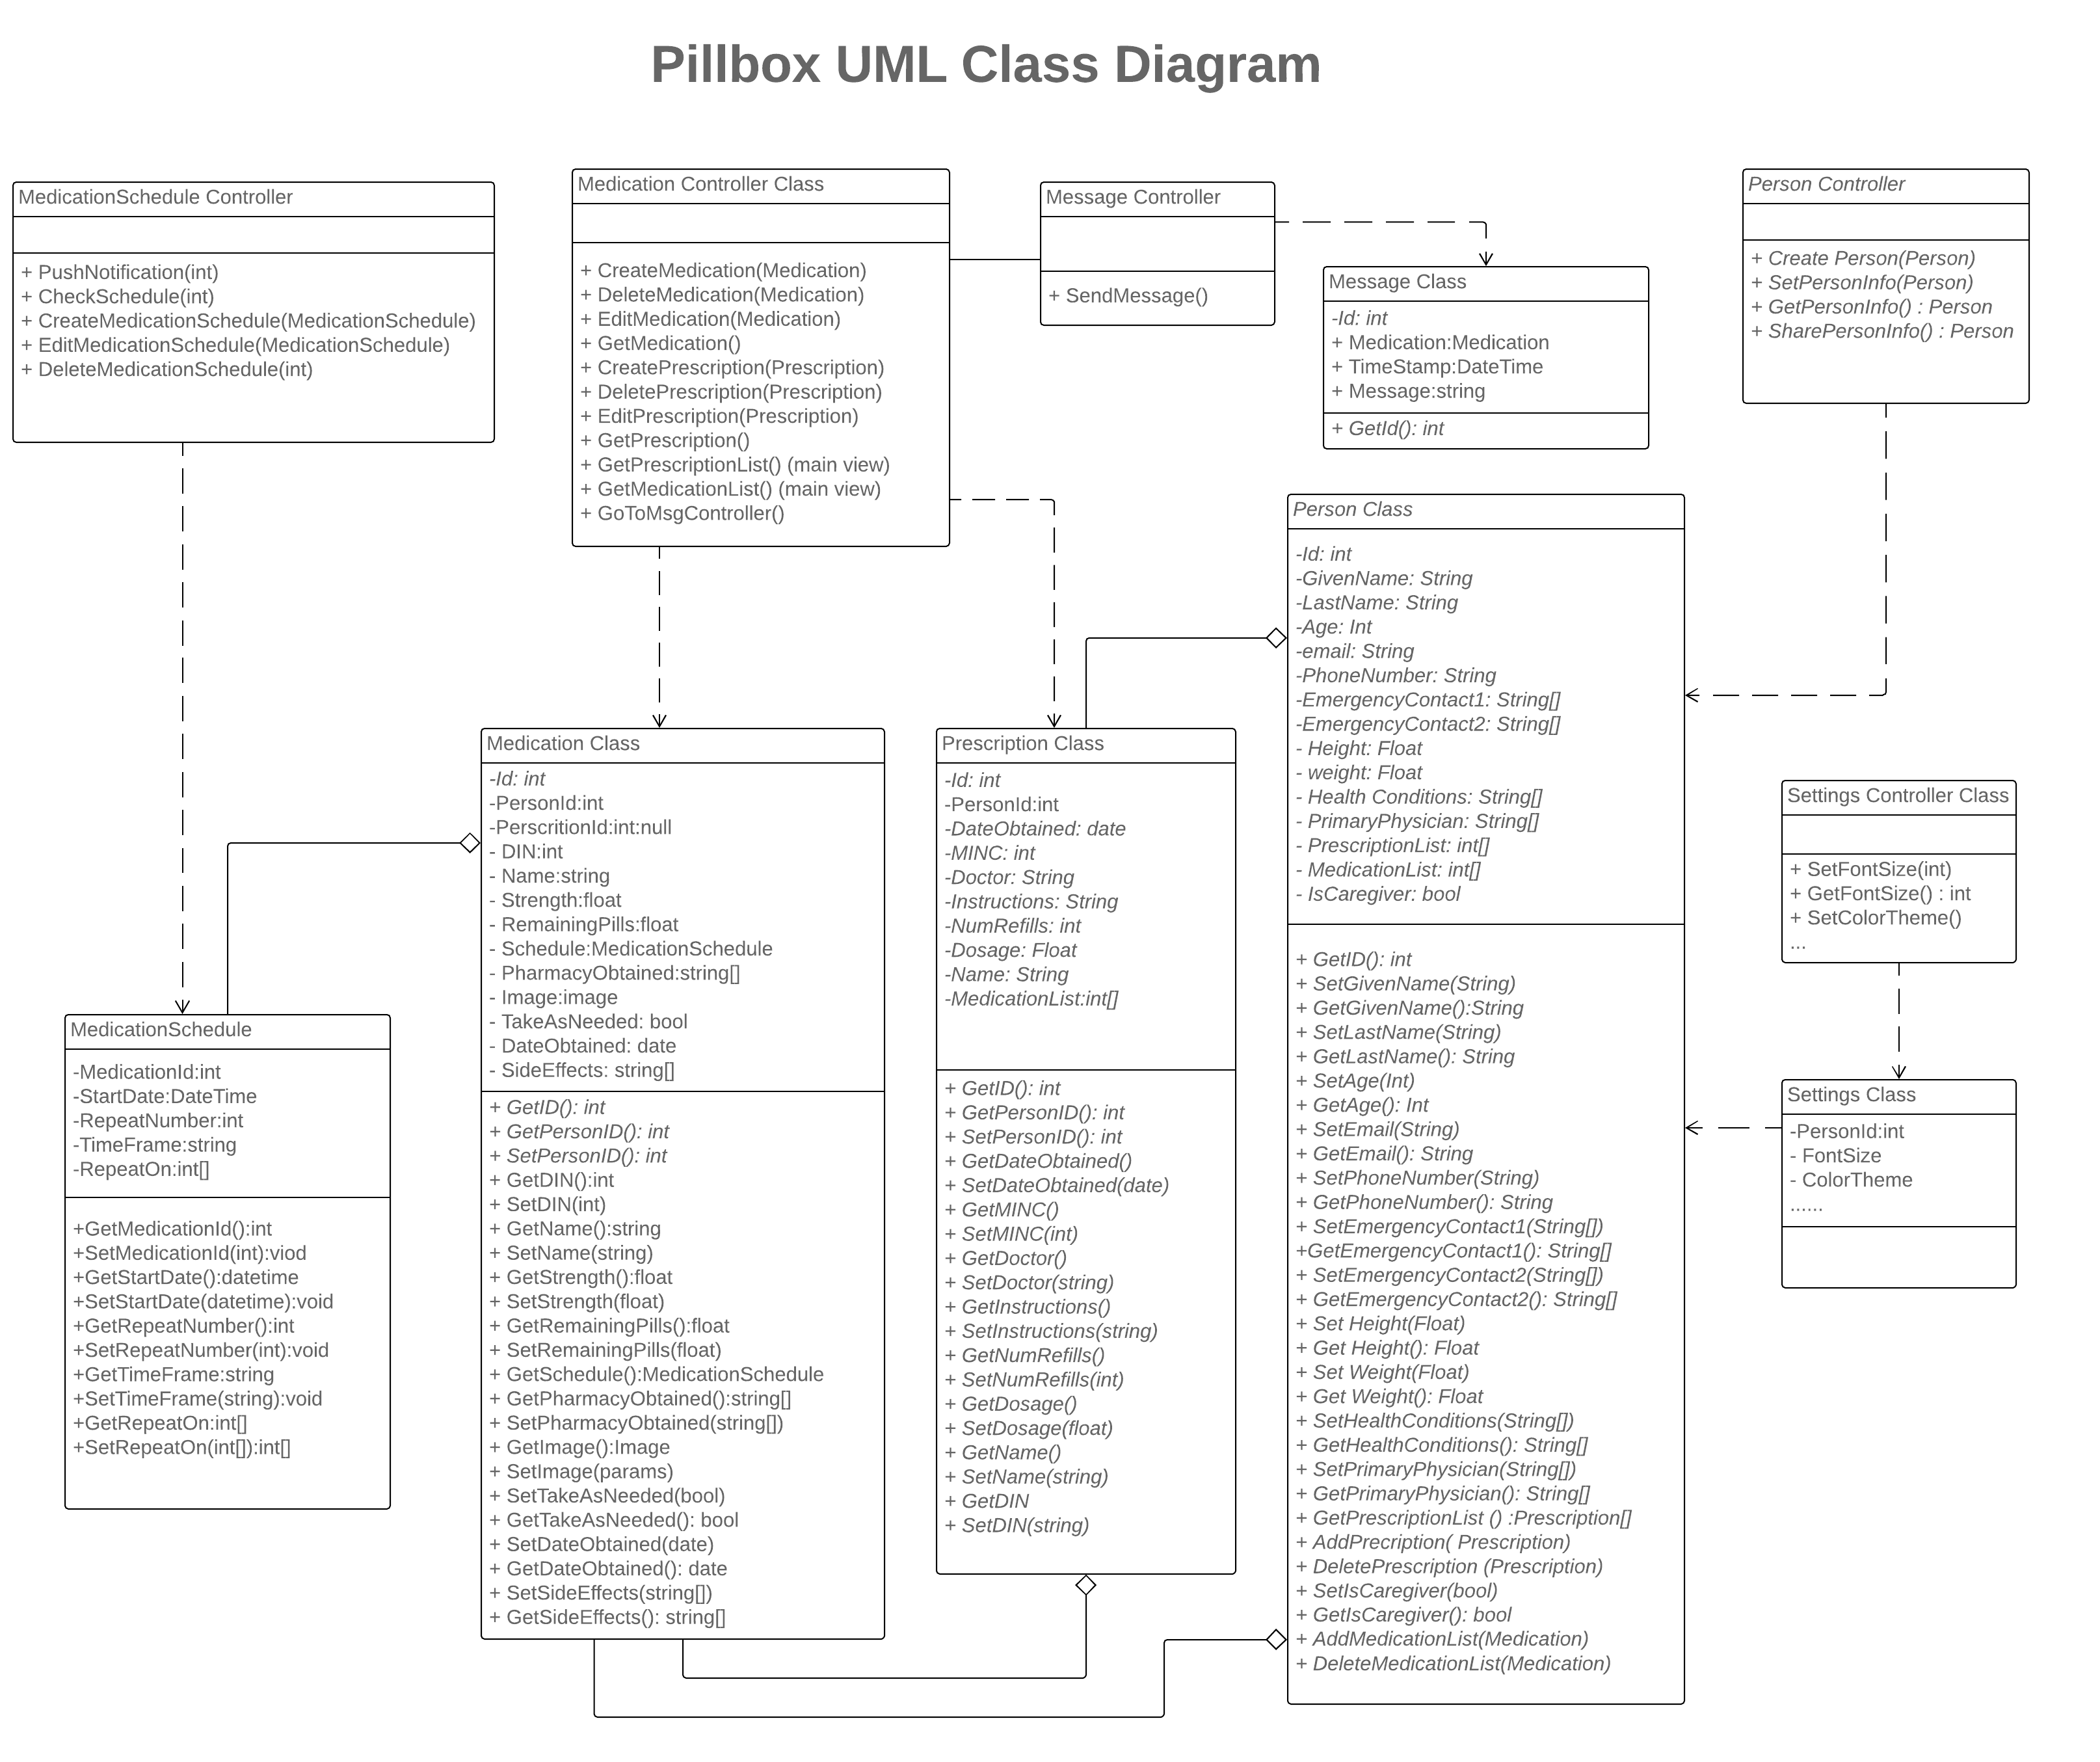 Pillbox UML Class Diagram
MedicationSchedule Controller
+ PushNotification(int)
+ CheckSchedule(int)
+ CreateMedicationSchedule(MedicationSchedule)
+ EditMedicationSchedule(MedicationSchedule)
+ DeleteMedicationSchedule(int)
Medication Controller Class
+ CreateMedication(Medication)
+ DeleteMedication(Medication)
+ EditMedication(Medication)
+ GetMedication()
+ CreatePrescription(Prescription)
+ DeletePrescription(Prescription)
+ EditPrescription(Prescription)
+ GetPrescription()
+ GetPrescriptionList() (main view)
+ GetMedicationList() (main view)
+ GoToMsgController()
Message Controller
+ SendMessage()
Message Class
-Id: int
+ Medication:Medication
+ TimeStamp:DateTime
+ Message:string
+ GetId(): int
Person Controller
+ Create Person(Person)
+ SetPersonInfo(Person)
+ GetPersonInfo() : Person
+ SharePersonInfo() : Person
MedicationSchedule
-MedicationId:int
-StartDate:DateTime
-RepeatNumber:int
-TimeFrame:string
-RepeatOn:int[]
+GetMedicationId():int
+SetMedicationId(int):viod
+GetStartDate():datetime
+SetStartDate(datetime):void
+GetRepeatNumber():int
+SetRepeatNumber(int):void
+GetTimeFrame:string
+SetTimeFrame(string):void
+GetRepeatOn:int[]
+SetRepeatOn(int[]):int[]
Medication Class
-Id: int
-PersonId:int
-PerscritionId:int:null
- DIN:int
- Name:string
- Strength:float
- RemainingPills:float
- Schedule:MedicationSchedule
- PharmacyObtained:string[]
- Image:image
- TakeAsNeeded: bool
- DateObtained: date
- SideEffects: string[]
+ GetID(): int
+ GetPersonID(): int
+ SetPersonID(): int
+ GetDIN():int
+ SetDIN(int)
+ GetName():string
+ SetName(string)
+ GetStrength():float
+ SetStrength(float)
+ GetRemainingPills():float
+ SetRemainingPills(float)
+ GetSchedule():MedicationSchedule
+ GetPharmacyObtained():string[]
+ SetPharmacyObtained(string[])
+ GetImage():Image
+ SetImage(params)
+ SetTakeAsNeeded(bool)
+ GetTakeAsNeeded(): bool
+ SetDateObtained(date)
+ GetDateObtained(): date
+ SetSideEffects(string[])
+ GetSideEffects(): string[]
Prescription Class
-Id: int
-PersonId:int
-DateObtained: date
-MINC: int
-Doctor: String
-Instructions: String
-NumRefills: int
-Dosage: Float
-Name: String
-MedicationList:int[]
+ GetID(): int
+ GetPersonID(): int
+ SetPersonID(): int
+ GetDateObtained()
+ SetDateObtained(date)
+ GetMINC()
+ SetMINC(int)
+ GetDoctor()
+ SetDoctor(string)
+ GetInstructions()
+ SetInstructions(string)
+ GetNumRefills()
+ SetNumRefills(int)
+ GetDosage()
+ SetDosage(float)
+ GetName()
+ SetName(string)
+ GetDIN
+ SetDIN(string)
Person Class
-Id: int
-GivenName: String
-LastName: String
-Age: Int
-email: String
-PhoneNumber: String
-EmergencyContact1: String[]
-EmergencyContact2: String[]
- Height: Float
- weight: Float
- Health Conditions: String[]
- PrimaryPhysician: String[]
- PrescriptionList: int[]
- MedicationList: int[]
- IsCaregiver: bool
+ GetID(): int
+ SetGivenName(String)
+ GetGivenName():String
+ SetLastName(String)
+ GetLastName(): String
+ SetAge(Int)
+ GetAge(): Int
+ SetEmail(String)
+ GetEmail(): String
+ SetPhoneNumber(String)
+ GetPhoneNumber(): String
+ SetEmergencyContact1(String[])
+GetEmergencyContact1(): String[]
+ SetEmergencyContact2(String[])
+ GetEmergencyContact2(): String[]
+ Set Height(Float)
+ Get Height(): Float
+ Set Weight(Float)
+ Get Weight(): Float
+ SetHealthConditions(String[])
+ GetHealthConditions(): String[]
+ SetPrimaryPhysician(String[])
+ GetPrimaryPhysician(): String[]
+ GetPrescriptionList () :Prescription[]
+ AddPrecription( Prescription)
+ DeletePrescription (Prescription)
+ SetIsCaregiver(bool)
+ GetIsCaregiver(): bool
+ AddMedicationList(Medication)
+ DeleteMedicationList(Medication)
Settings Controller Class
+ SetFontSize(int)
+ GetFontSize() : int
+ SetColorTheme()
...
Settings Class
-PersonId:int
- FontSize
- ColorTheme
......